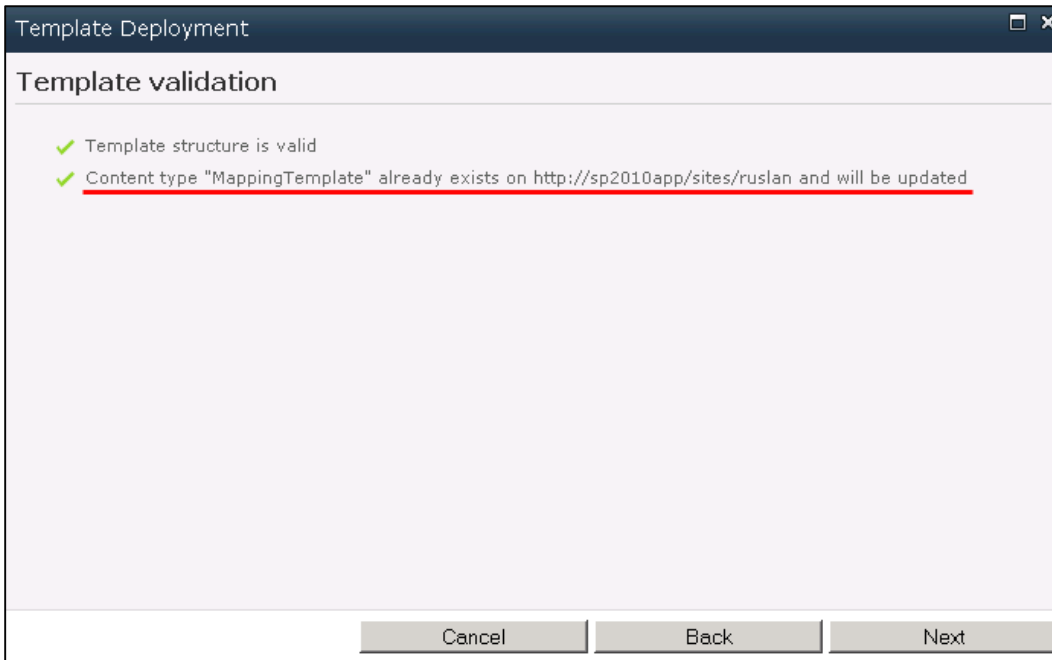 Template Deployment
Template validation
Template structure is valid
Content type "MappingTemplate" already exists on http://sp2010app/sites/ruslan and will be updated
Cancel Back Next